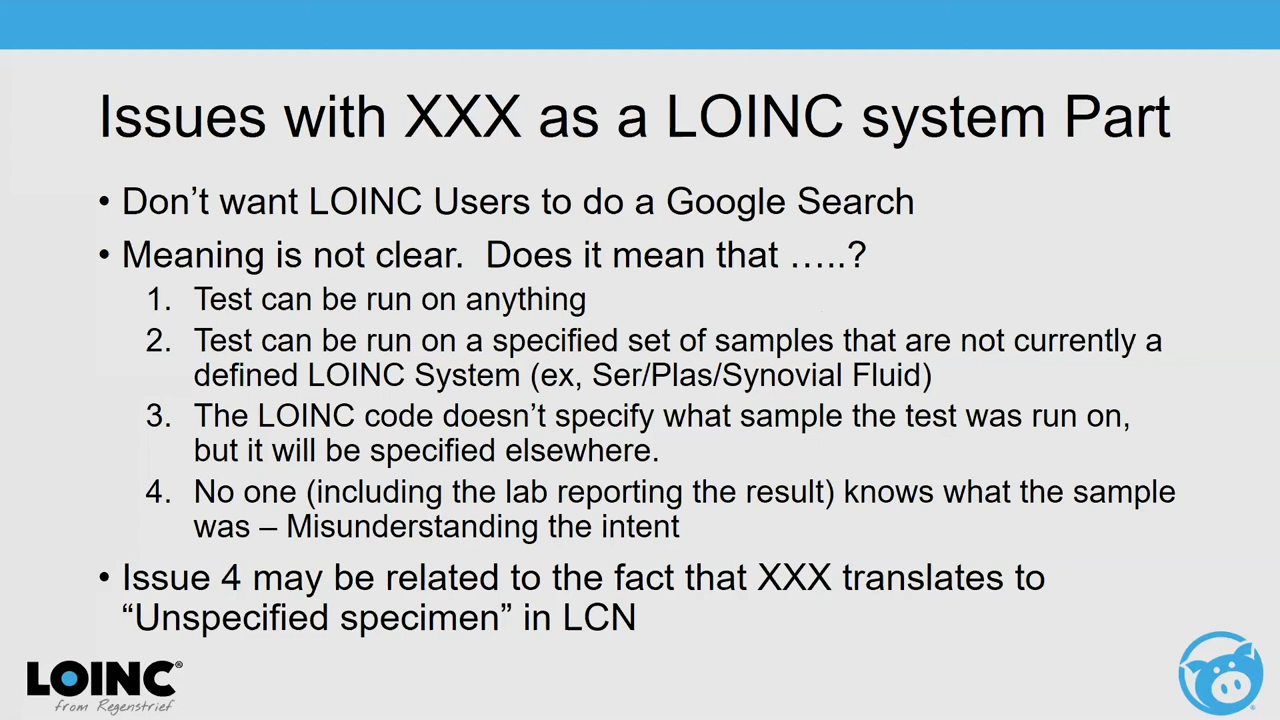 Issues with XXX as a LOINC system Part
• Don’t want LOINC Users to do a Google Search
• Meaning is not clear.  Does it mean that …..?
1. Test can be run on anything
2. Test can be run on a specified set of samples that are not currently a
defined LOINC System (ex, Ser/Plas/Synovial Fluid)
3. The LOINC code doesn’t specify what sample the test was run on,
but it will be specified elsewhere.
4. No one (including the lab reporting the result) knows what the sample
was – Misunderstanding the intent
• Issue 4 may be related to the fact that XXX translates to
“Unspecified specimen” in LCN
LOINC®
from Regenstrief